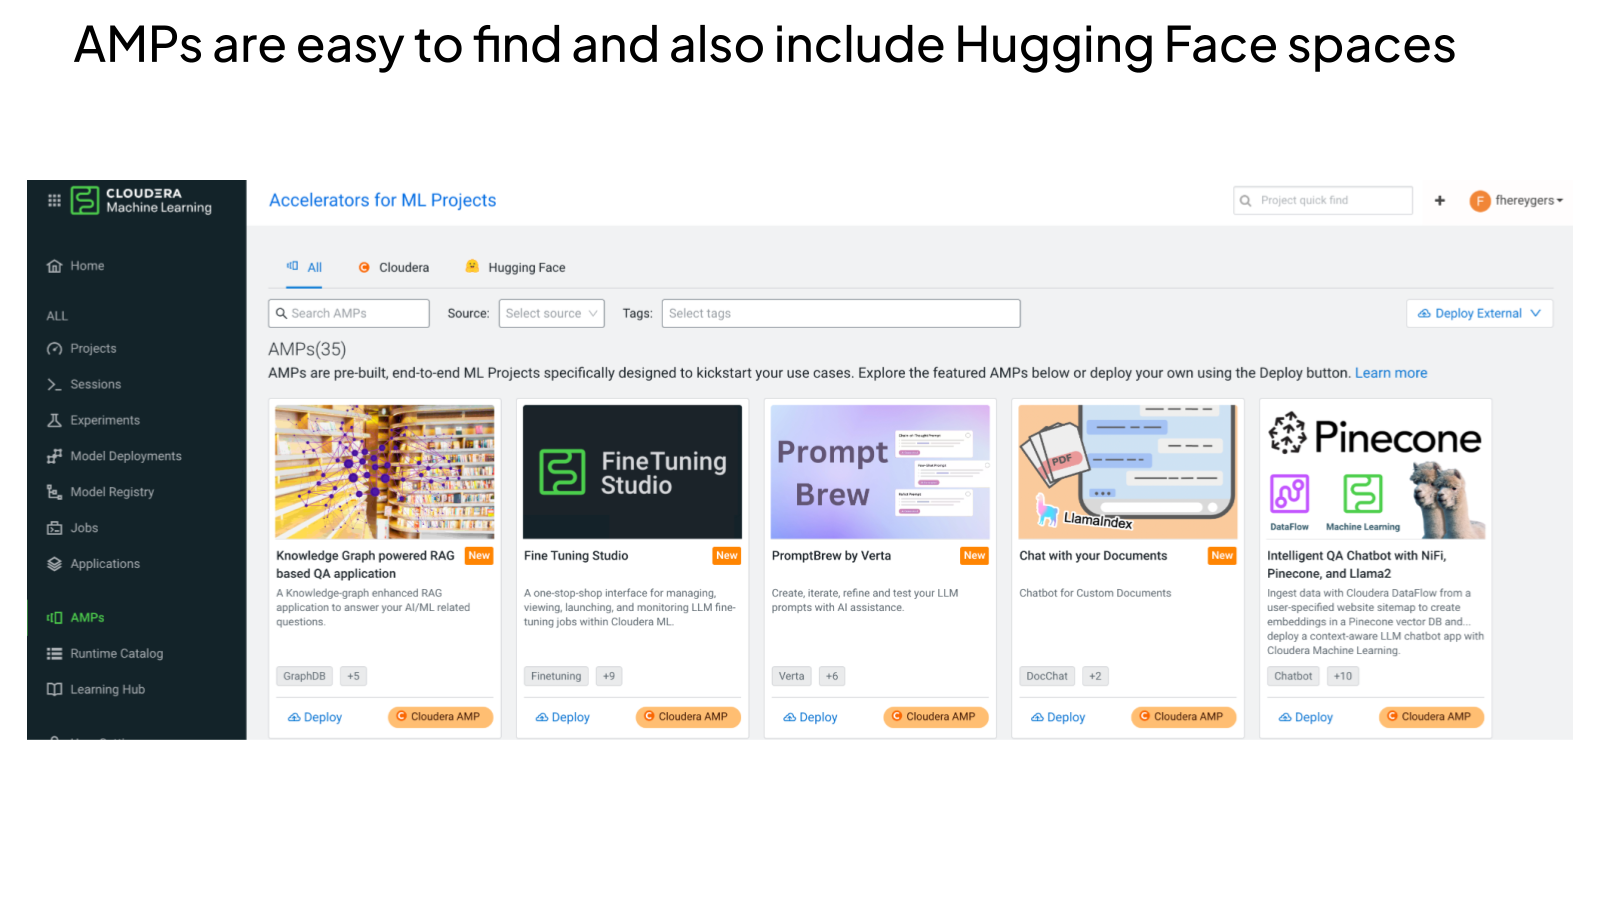 AMPs are easy to find and also include Hugging Face spaces
CLOUDERA
Machine Learning
Accelerators for ML Projects
Project quick find
+
F
fhereygers
Home
ALL
Projects
Sessions
Experiments
Model Deployments
Model Registry
Jobs
Applications
AMPs
Runtime Catalog
Learning Hub
All
Cloudera
Hugging Face
Search AMPs
Source:
Select source
Tags:
Select tags
Deploy External
AMPs(35)
AMPs are pre-built, end-to-end ML Projects specifically designed to kickstart your use cases. Explore the featured AMPs below or deploy your own using the Deploy button. Learn more
Knowledge Graph powered RAG
based QA application
New
A Knowledge-graph enhanced RAG
application to answer your AI/ML related
questions.
GraphDB
+5
Deploy
Cloudera AMP
Fine Tuning
Studio
Fine Tuning Studio
New
A one-stop-shop interface for managing,
viewing, launching, and monitoring LLM fine-
tuning jobs within Cloudera ML.
Finetuning
+9
Deploy
Cloudera AMP
Prompt
Brew
PromptBrew by Verta
New
Create, iterate, refine and test your LLM
prompts with AI assistance.
Verta
+6
Deploy
Cloudera AMP
PDF
LlamaIndex
Chat with your Documents
New
Chatbot for Custom Documents
DocChat
+2
Deploy
Cloudera AMP
Pinecone
DataFlow
Machine Learning
Intelligent QA Chatbot with NiFi,
Pinecone, and Llama2
Ingest data with Cloudera DataFlow from a
user-specified website sitemap to create
embeddings in a Pinecone vector DB and...
deploy a context-aware LLM chatbot app with
Cloudera Machine Learning.
Chatbot
+10
Deploy
Cloudera AMP